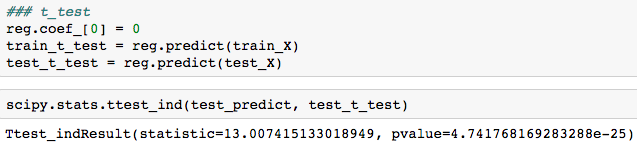 ### t_test
reg.coef_[0] = 0
train_t_test = reg.predict(train_X)
test_t_test = reg.predict(test_X)
scipy.stats.ttest_ind(test_predict, test_t_test)
Ttest_indResult(statistic=13.007415133018949, pvalue=4.741768169283288e-25)